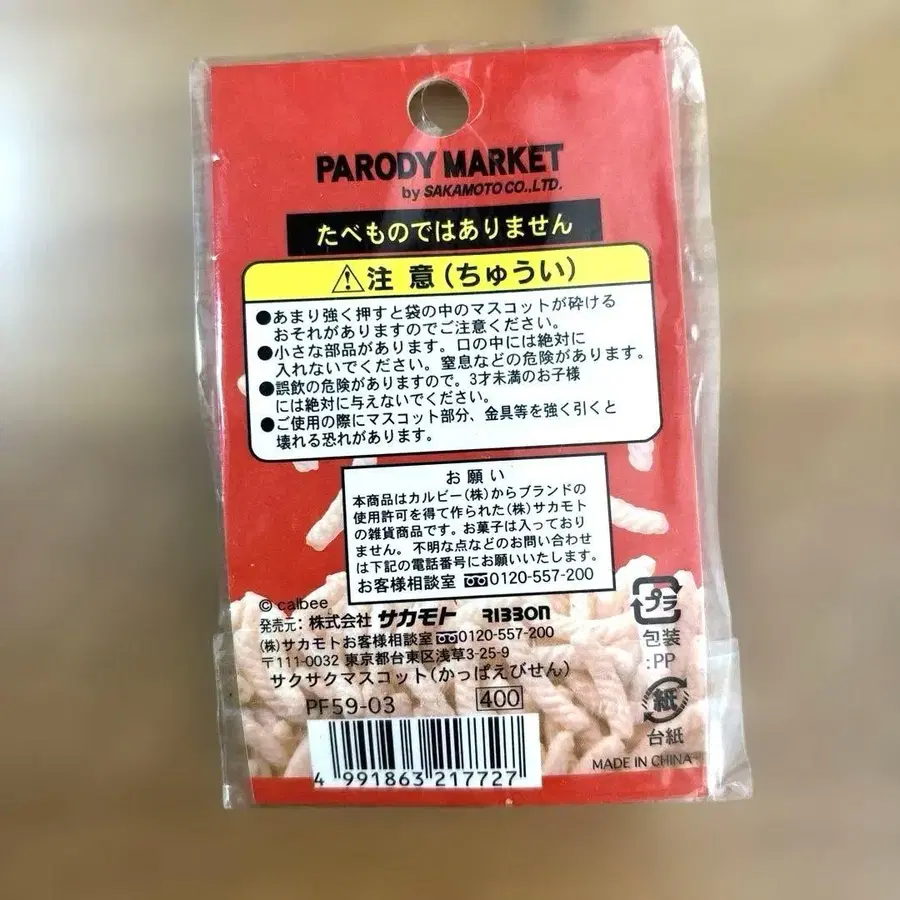 PARODY MARKET
by SAKAMOTO CO.,LTD.
たべものではありません
⚠注 意(ちゅうい)
●あまり強く押すと袋の中のマスコットが砕ける
おそれがありますのでご注意ください。
●小さな部品があります。口の中には絶対に
入れないでください。窒息などの危険があります。
●誤飲の危険がありますので、3才未満のお子様
には絶対に与えないでください。
●ご使用の際にマスコット部分、金具等を強く引くと
壊れる恐れがあります。
お願い
本商品はカルビー(株)からブランドの
使用許可を得て作られた(株)サカモト
の雑貨商品です。お菓子は入っており
ません。不明な点などのお問い合わせ
は下記の電話番号にお願いいたします。
お客様相談室 0120-557-200
© calbee
発売元: 株式会社 サカモト RIBBON
(株)サカモトお客様相談室 0120-557-200
〒111-0032 東京都台東区浅草3-25-9
サクサクマスコット(かっぱえびせん)
PF59-03 400
4 991863 217727
プラ
包装
:PP
紙
台紙
MADE IN CHINA